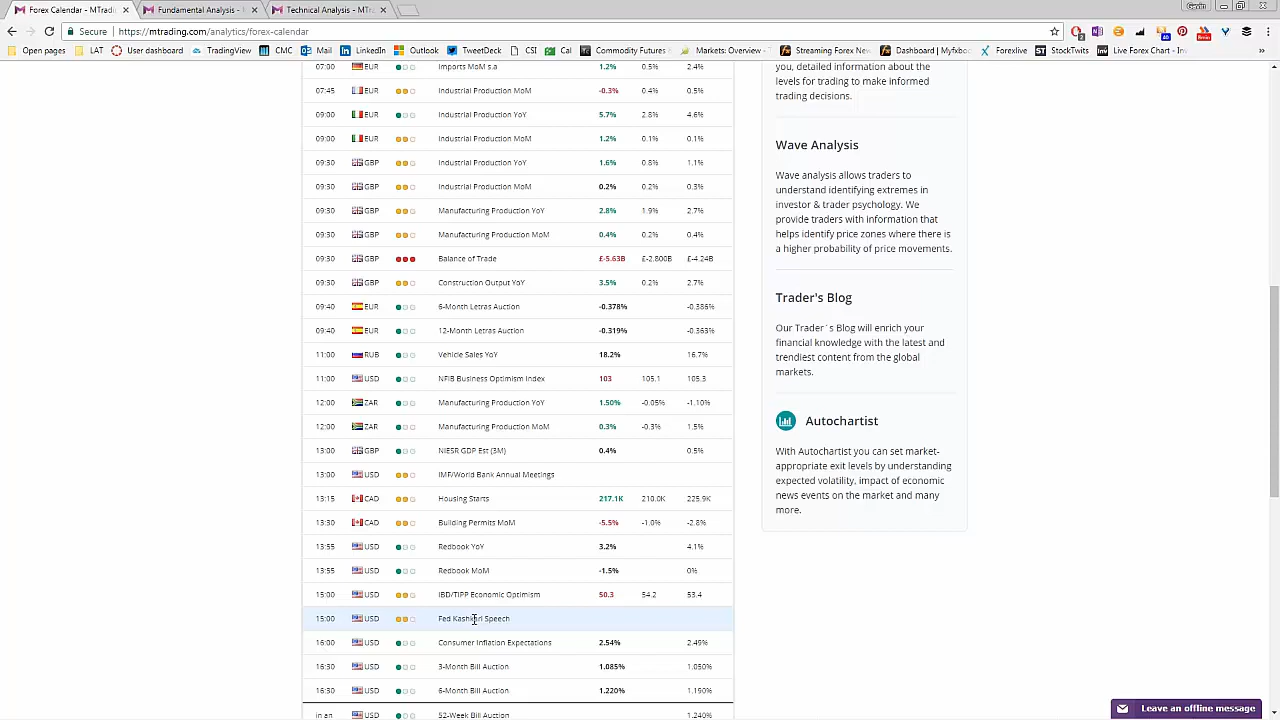 Forex Calendar - MTradi
Fundamental Analysis -
Technical Analysis - MTr
Secure
https://mtrading.com/analytics/forex-calendar
Open pages
LAT
User dashboard
TradingView
CMC
Mail
LinkedIn
Outlook
TweetDeck
CSI
Cal
Commodity Futures
Markets: Overview -
Streaming Forex New
Dashboard | Myfxbo
Forexlive
StockTwits
Live Forex Chart - Inv
07:00 EUR Imports MoM s.a 1.2% 0.5% 2.4%
07:45 EUR Industrial Production MoM -0.3% 0.4% 0.5%
09:00 EUR Industrial Production YoY 5.7% 2.8% 4.6%
09:00 EUR Industrial Production MoM 1.2% 0.1% 0.1%
09:30 GBP Industrial Production YoY 1.6% 0.8% 1.1%
09:30 GBP Industrial Production MoM 0.2% 0.2% 0.3%
09:30 GBP Manufacturing Production YoY 2.8% 1.9% 2.7%
09:30 GBP Manufacturing Production MoM 0.4% 0.2% 0.4%
09:30 GBP Balance of Trade £-5.63B £-2.800B £-4.24B
09:30 GBP Construction Output YoY 3.5% 0.2% 2.7%
09:40 EUR 6-Month Letras Auction -0.378% -0.386%
09:40 EUR 12-Month Letras Auction -0.319% -0.363%
11:00 RUB Vehicle Sales YoY 18.2% 16.7%
11:00 USD NFIB Business Optimism Index 103 105.1 105.3
12:00 ZAR Manufacturing Production YoY 1.50% -0.05% -1.10%
12:00 ZAR Manufacturing Production MoM 0.3% -0.3% 1.5%
13:00 GBP NIESR GDP Est (3M) 0.4% 0.5%
13:00 USD IMF/World Bank Annual Meetings
13:15 CAD Housing Starts 217.1K 210.0K 225.9K
13:30 CAD Building Permits MoM -5.5% -1.0% -2.8%
13:55 USD Redbook YoY 3.2% 4.1%
13:55 USD Redbook MoM -1.5% 0%
15:00 USD IBD/TIPP Economic Optimism 50.3 54.2 53.4
15:00 USD Fed Kashkari Speech
16:00 USD Consumer Inflation Expectations 2.54% 2.49%
16:30 USD 3-Month Bill Auction 1.085% 1.050%
16:30 USD 6-Month Bill Auction 1.220% 1.190%
in an USD 52-Week Bill Auction 1.240%
you, detailed information about the
levels for trading to make informed
trading decisions.
Wave Analysis
Wave analysis allows traders to
understand identifying extremes in
investor & trader psychology. We
provide traders with information that
helps identify price zones where there is
a higher probability of price movements.
Trader's Blog
Our Trader`s Blog will enrich your
financial knowledge with the latest and
trendiest content from the global
markets.
Autochartist
With Autochartist you can set market-
appropriate exit levels by understanding
expected volatility, impact of economic
news events on the market and many
more.
Leave an offline message